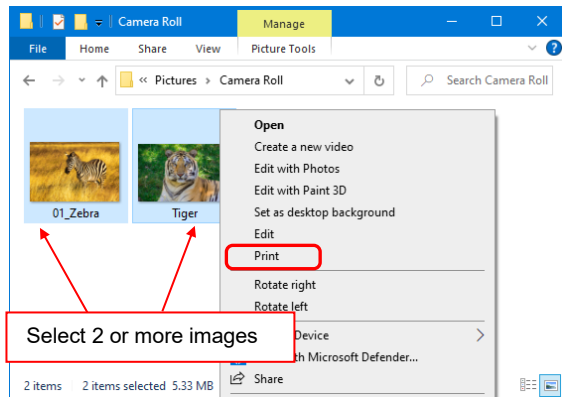 Camera Roll
Manage
File Home Share View Picture Tools
?
« Pictures > Camera Roll
Search Camera Roll
01_Zebra
Tiger
Open
Create a new video
Edit with Photos
Edit with Paint 3D
Set as desktop background
Edit
Print
Rotate right
Rotate left
Device
th Microsoft Defender...
Share
Select 2 or more images
2 items 2 items selected 5.33 MB